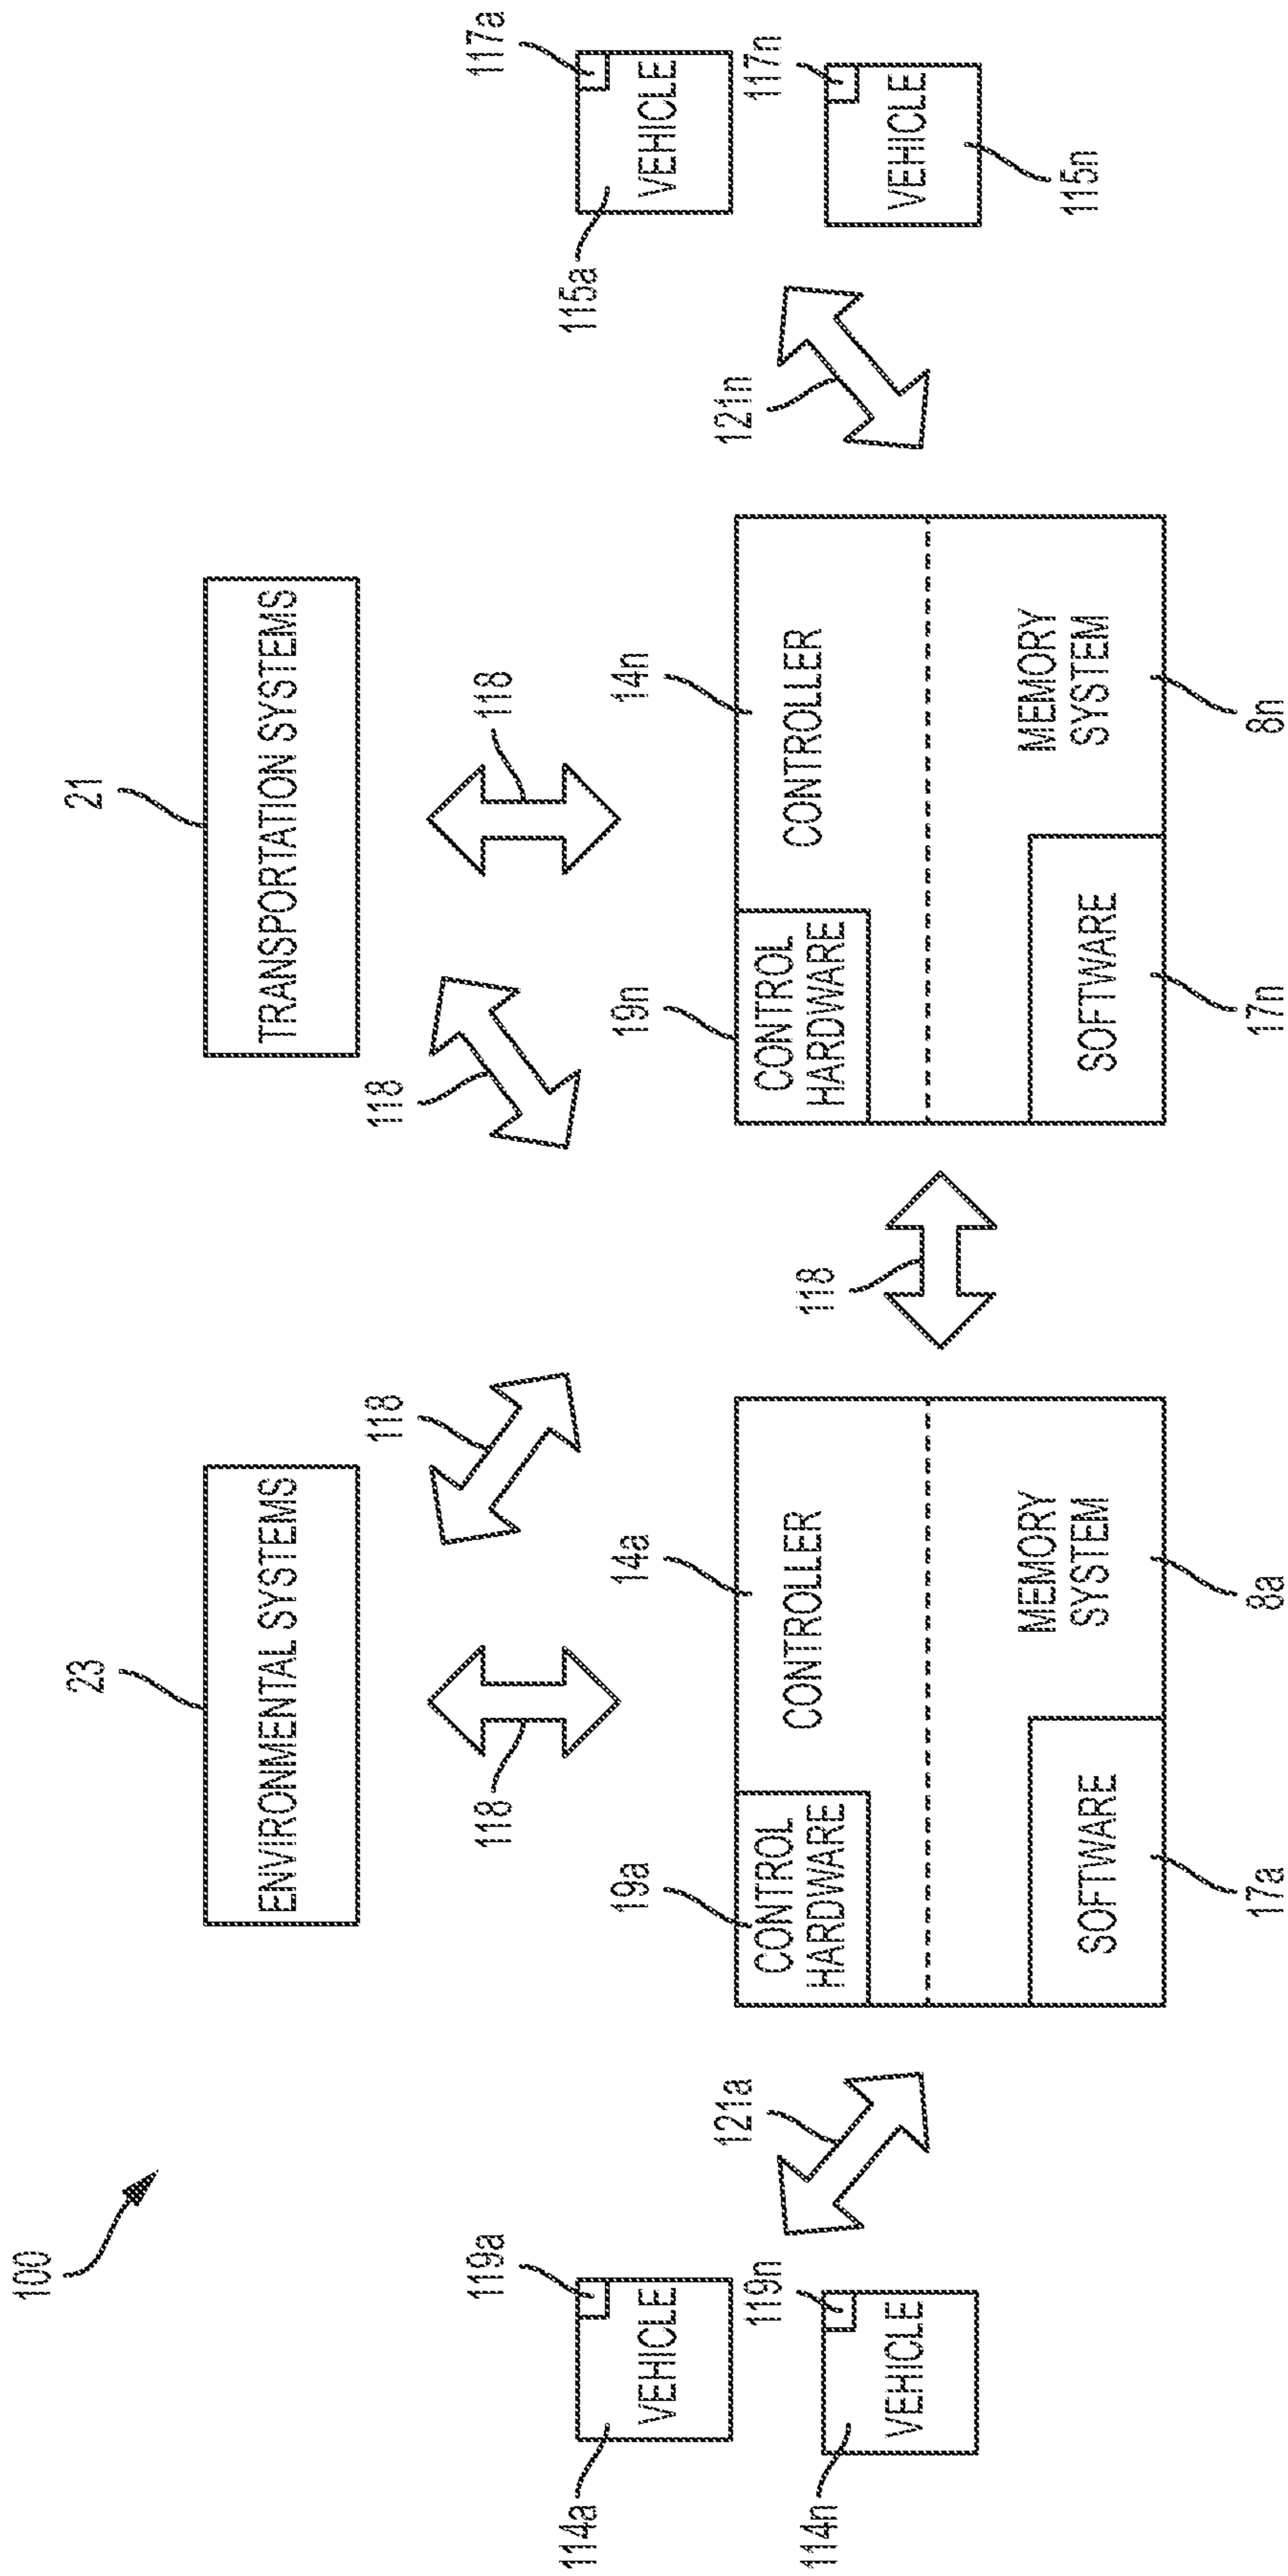 100
23
ENVIRONMENTAL SYSTEMS
21
TRANSPORTATION SYSTEMS
118
118
118
118
119a
VEHICLE
114a
119n
VEHICLE
114n
121a
19a
CONTROL
HARDWARE
14a
CONTROLLER
MEMORY
SYSTEM
SOFTWARE
17a
8a
118
19n
CONTROL
HARDWARE
14n
CONTROLLER
MEMORY
SYSTEM
SOFTWARE
17n
8n
121n
117a
VEHICLE
115a
117n
VEHICLE
115n